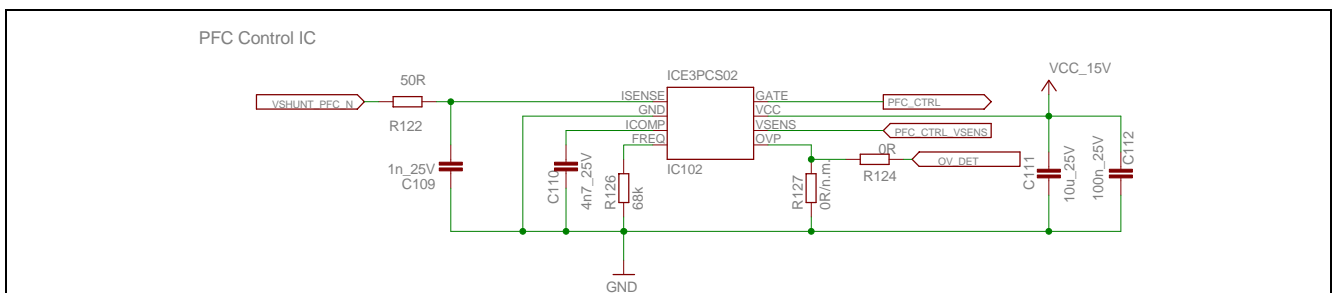 PFC Control IC
VCC_15V
50R
ICE3PCS02
VSHUNT_PFC_N
R122
ISENSE
GND
ICOMP
FREQ
GATE
VCC
VSENS
OVP
PFC_CTRL
PFC_CTRL_VSENS
IC102
0R
R124
OV_DET
1n_25V
C109
C110
4n7_25V
R126
68k
R127
0R/n.m.
C111
10u_25V
100n_25V
C112
GND